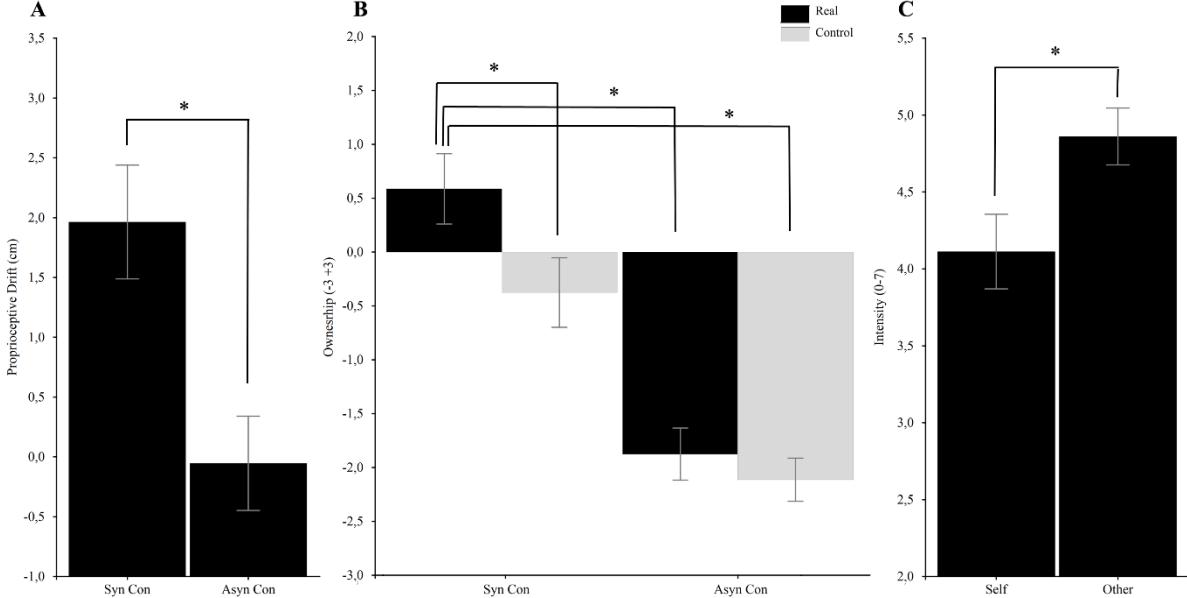 A
3,5
3,0
2,5
2,0
1,5
1,0
0,5
0,0
-0,5
-1,0
Proprioceptive Drift (cm)
*
Syn Con
Asyn Con
B
Real
Control
2,0
1,5
1,0
0,5
0,0
-0,5
-1,0
-1,5
-2,0
-2,5
-3,0
Ownesrhip (-3 +3)
*
*
*
Syn Con
Asyn Con
C
5,5
5,0
4,5
4,0
3,5
3,0
2,5
2,0
Intensity (0-7)
*
Self
Other